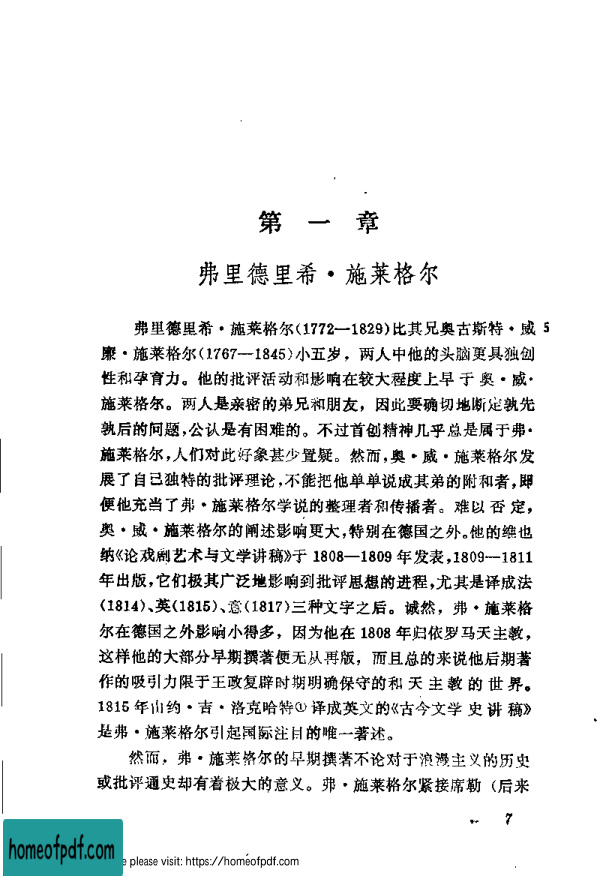 第一章
弗里德里希·施莱格尔
弗里德里希·施莱格尔(1772—1829)比其兄奥古斯特·威 5
廉·施莱格尔(1767—1845)小五岁，两人中他的头脑更具独创
性和孕育力。他的批评活动和影响在较大程度上早于奥·威·
施莱格尔。两人是亲密的弟兄和朋友，因此要确切地断定孰先
孰后的问题,公认是有困难的。不过首创精神几乎总是属于弗·
施莱格尔,人们对此好象甚少置疑。然而,奥·威·施莱格尔发
展了自己独特的批评理论,不能把他单单说成其弟的附和者,即
便他充当了弗·施莱格尔学说的整理者和传播者。难以否定，
奥·威·施莱格尔的阐述影响更大,特别在德国之外。他的维也
纳《论戏剧艺术与文学讲稿》于1808—1809年发表,1809—1811
年出版,它们极其广泛地影响到批评思想的进程,尤其是译成法
(1814)、英(1815)、意(1817)三种文字之后。诚然，弗·施莱格
尔在德国之外影响小得多，因为他在1808年归依罗马天主教,
这样他的大部分早期撰著便无从再版，而且总的来说他后期著
作的吸引力限于王政复辟时期明确保守的和天主教的世界。
1815年由约·吉·洛克哈特①译成英文的《古今文学史讲稿》
是弗·施莱格尔引起国际注目的唯一著述。
然而，弗·施莱格尔的早期撰著不论对于浪漫主义的历史
或批评通史却有着极大的意义。弗·施莱格尔紧接席勒（后来
7
homeofpdf.com
e please visit: https://homeofpdf.com